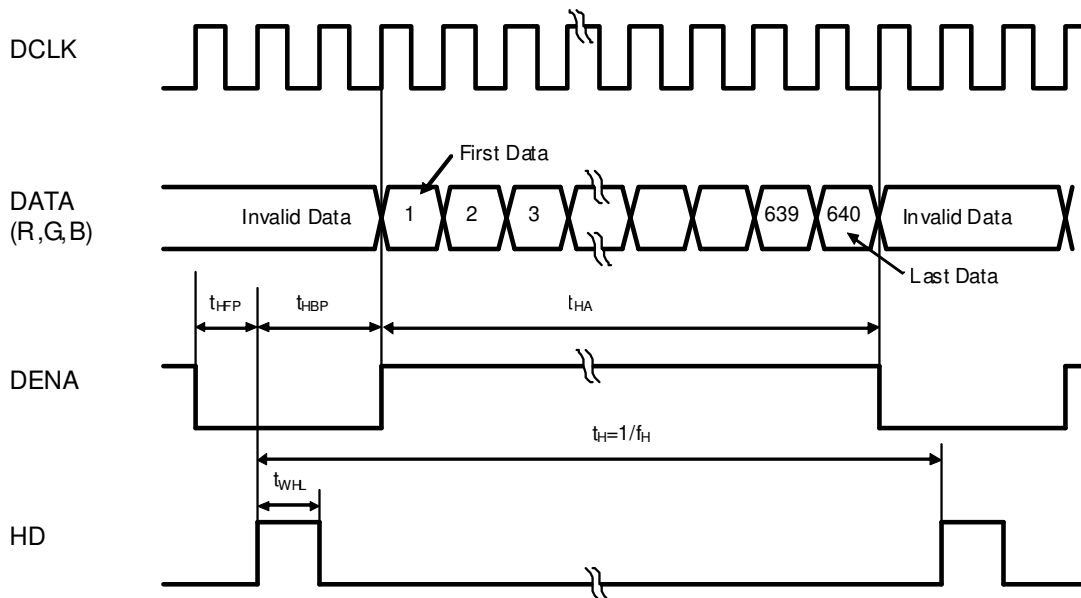 DCLK
First Data
DATA
(R,G,B)
Invalid Data 1 2 3 639 640 Invalid Data
Last Data
tHFP tHBP tHA
DENA
tH=1/fH
tWHL
HD